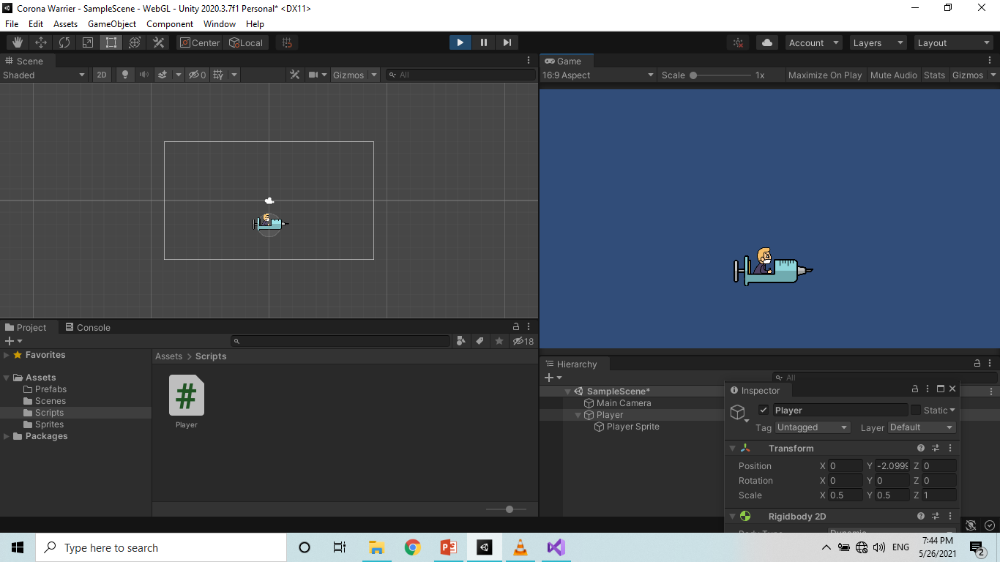 Corona Warrier - SampleScene - WebGL - Unity 2020.3.7f1 Personal* <DX11>
File Edit Assets GameObject Component Window Help
Center Local Account Layers Layout
Scene
Shaded 2D 0 Gizmos All
Game
16:9 Aspect Scale 1x Maximize On Play Mute Audio Stats Gizmos
Project Console
18
Favorites
Assets
Prefabs
Scenes
Scripts
Sprites
Packages
Assets > Scripts
#
Player
Hierarchy
All
SampleScene*
Main Camera
Player
Player Sprite
Inspector
Player Static
Tag Untagged Layer Default
Transform
Position X 0 Y -2.0999 Z 0
Rotation X 0 Y 0 Z 0
Scale X 0.5 Y 0.5 Z 1
Rigidbody 2D
Body Type Dynamic
Type here to search
ENG
7:44 PM
5/26/2021
2